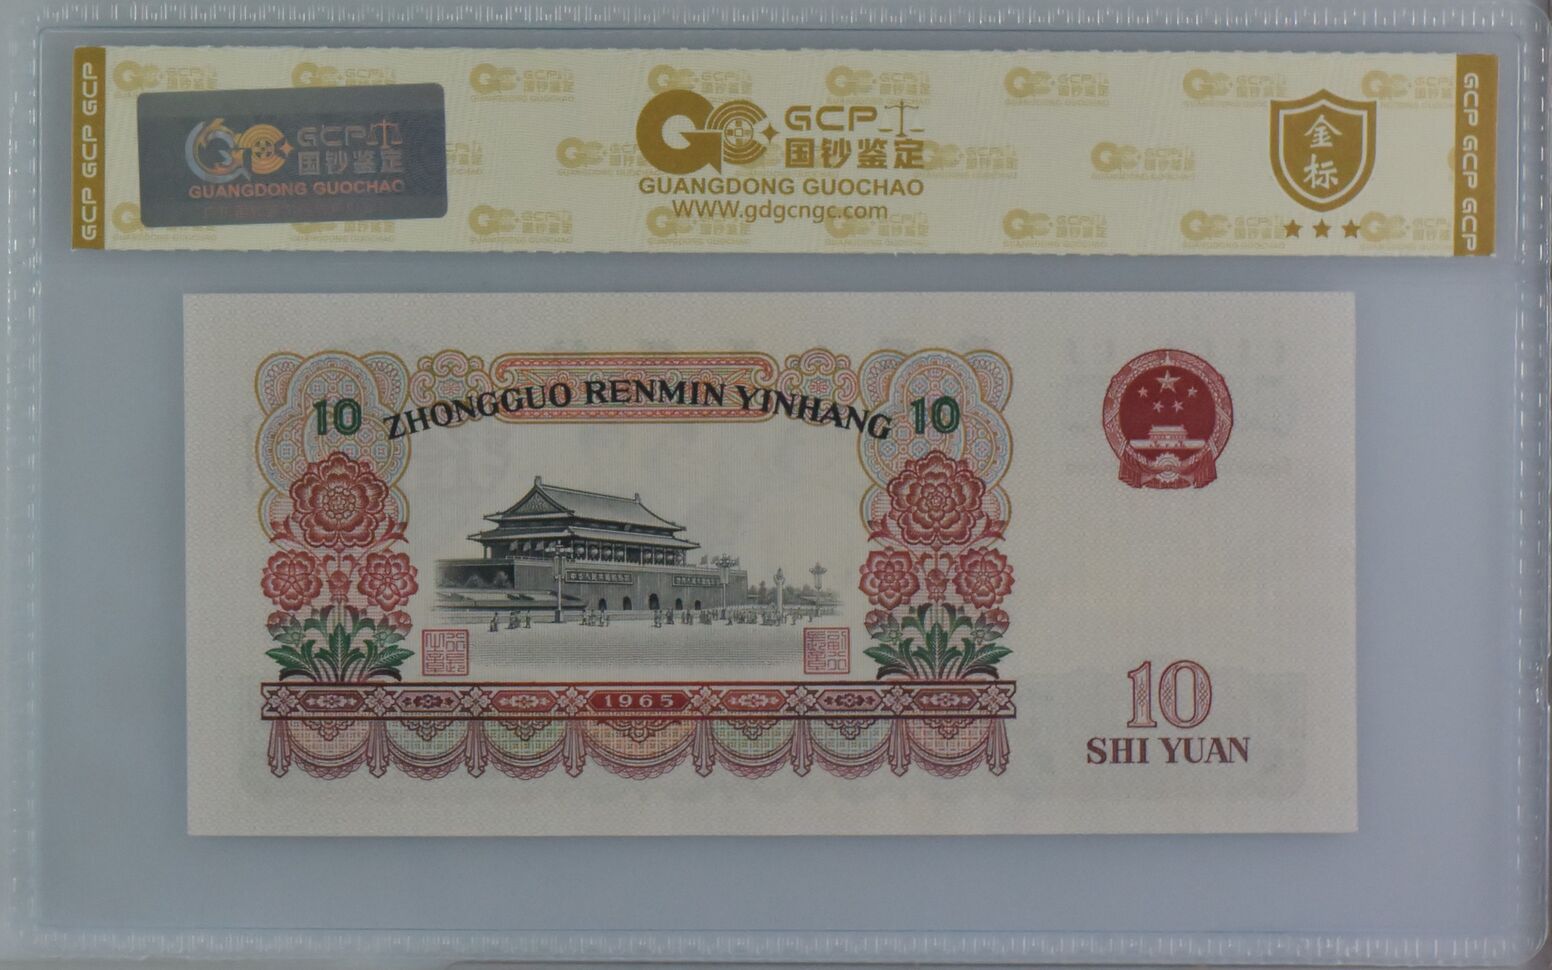 GCP GCP GCP
GCP
国钞鉴定
GUANGDONG GUOCHAO
GCP
国钞鉴定
GUANGDONG GUOCHAO
WWW.gdgcngc.com
金
标
GCP GCP GCP
10 ZHONGGUO RENMIN YINHANG 10
1965
10
SHI YUAN